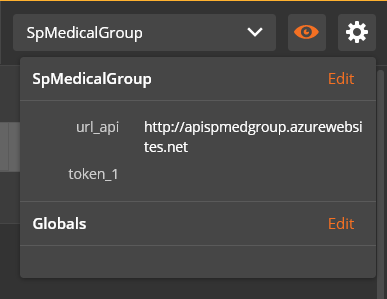 SpMedicalGroup
SpMedicalGroup Edit
url_api http://apispmedgroup.azurewebsi
tes.net
token_1
Globals Edit